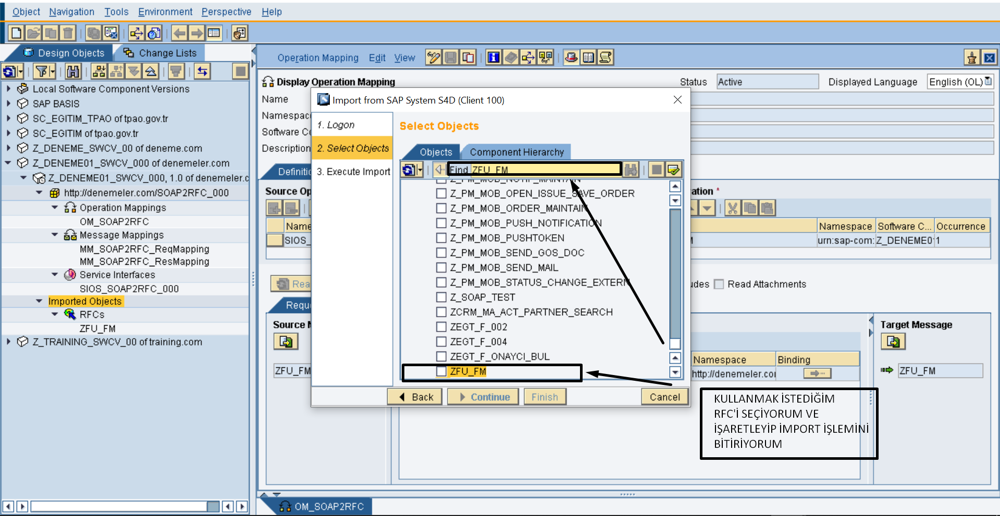 Object Navigation Tools Environment Perspective Help
Design Objects Change Lists
Local Software Component Versions
SAP BASIS
SC_EGITIM_TPAO of tpao.gov.tr
SC_EGITIM of tpao.gov.tr
Z_DENEME_SWCV_00 of deneme.com
Z_DENEME01_SWCV_000 of denemeler.com
Z_DENEME01_SWCV_000, 1.0 of denemeler.c
http://denemeler.com/SOAP2RFC_000
Operation Mappings
OM_SOAP2RFC
Message Mappings
MM_SOAP2RFC_ReqMapping
MM_SOAP2RFC_ResMapping
Service Interfaces
SIOS_SOAP2RFC_000
Imported Objects
RFCs
ZFU_FM
Z_TRAINING_SWCV_00 of training.com
Operation Mapping Edit View
Display Operation Mapping
Status Active Displayed Language English (OL)
Name
Namespac
Software Co
Description
Definitio
Source Op
Name
SIOS_
Rea
Requ
Source M
ZFU_FM
Import from SAP System S4D (Client 100)
1. Logon
2. Select Objects
3. Execute Import
Select Objects
Objects Component Hierarchy
Find ZFU_FM
Z_PM_MOB_NOTIF_MAINTAIN
Z_PM_MOB_OPEN_ISSUE_SAVE_ORDER
Z_PM_MOB_ORDER_MAINTAIN
Z_PM_MOB_PUSH_NOTIFICATION
Z_PM_MOB_PUSHTOKEN
Z_PM_MOB_SEND_GOS_DOC
Z_PM_MOB_SEND_MAIL
Z_PM_MOB_STATUS_CHANGE_EXTERN
Z_SOAP_TEST
ZCRM_MA_ACT_PARTNER_SEARCH
ZEGT_F_002
ZEGT_F_004
ZEGT_F_ONAYCI_BUL
ZFU_FM
Back Continue Finish Cancel
ation *
Namespace Software C... Occurrence
urn:sap-com: Z_DENEME0 1
udes Read Attachments
Namespace Binding
http://denemeler.co
Target Message
ZFU_FM
KULLANMAK İSTEDİĞİM
RFC'İ SEÇİYORUM VE
İŞARETLEYİP İMPORT İŞLEMİNİ
BİTİRİYORUM
OM_SOAP2RFC